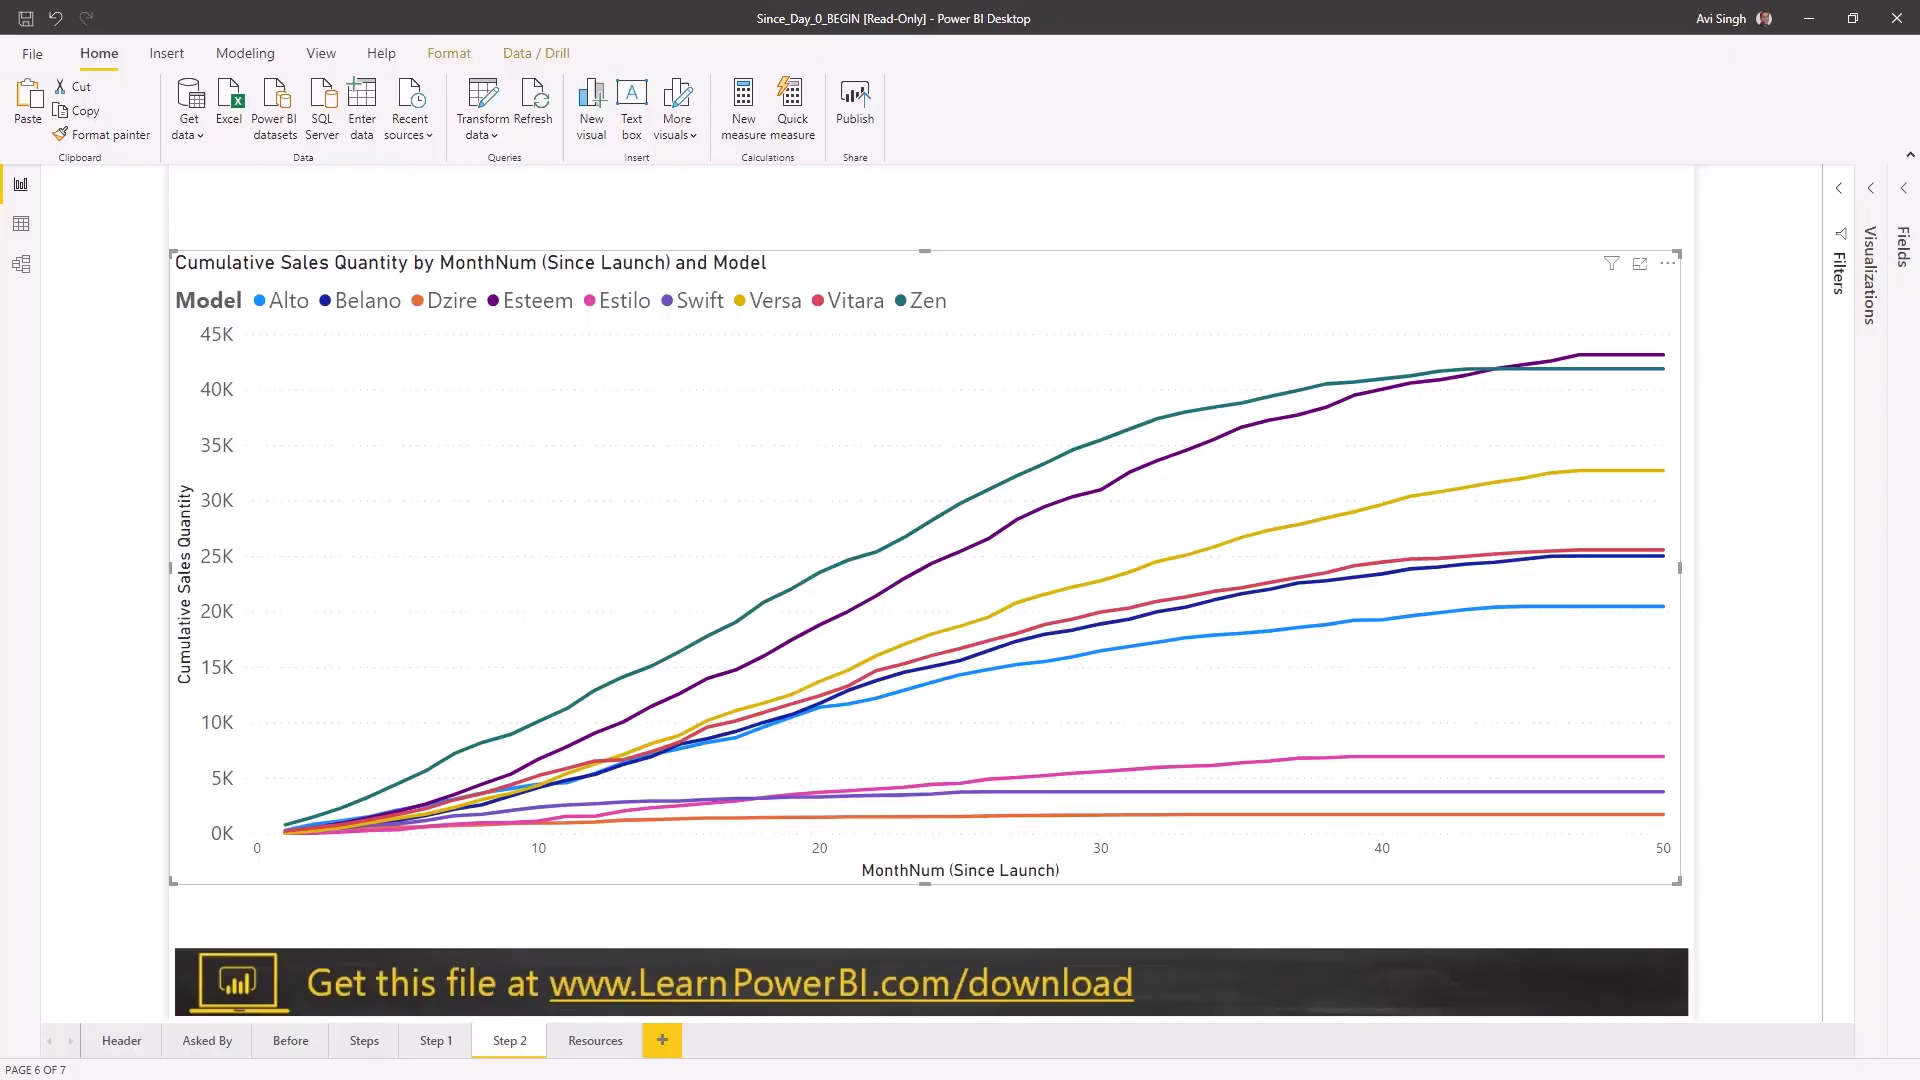 Since_Day_0_BEGIN [Read-Only] - Power BI Desktop
Avi Singh
File Home Insert Modeling View Help Format Data / Drill
Paste
Cut
Copy
Format painter
Clipboard
Get data
Excel
Power BI datasets
SQL Server
Enter data
Recent sources
Data
Transform data
Refresh
Queries
New visual
Text box
More visuals
Insert
New measure
Quick measure
Calculations
Publish
Share
Cumulative Sales Quantity by MonthNum (Since Launch) and Model
Model Alto Belano Dzire Esteem Estilo Swift Versa Vitara Zen
45K
40K
35K
30K
25K
20K
15K
10K
5K
0K
Cumulative Sales Quantity
0 10 20 30 40 50
MonthNum (Since Launch)
Filters
Visualizations
Fields
Get this file at www.LearnPowerBI.com/download
Header Asked By Before Steps Step 1 Step 2 Resources +
PAGE 6 OF 7